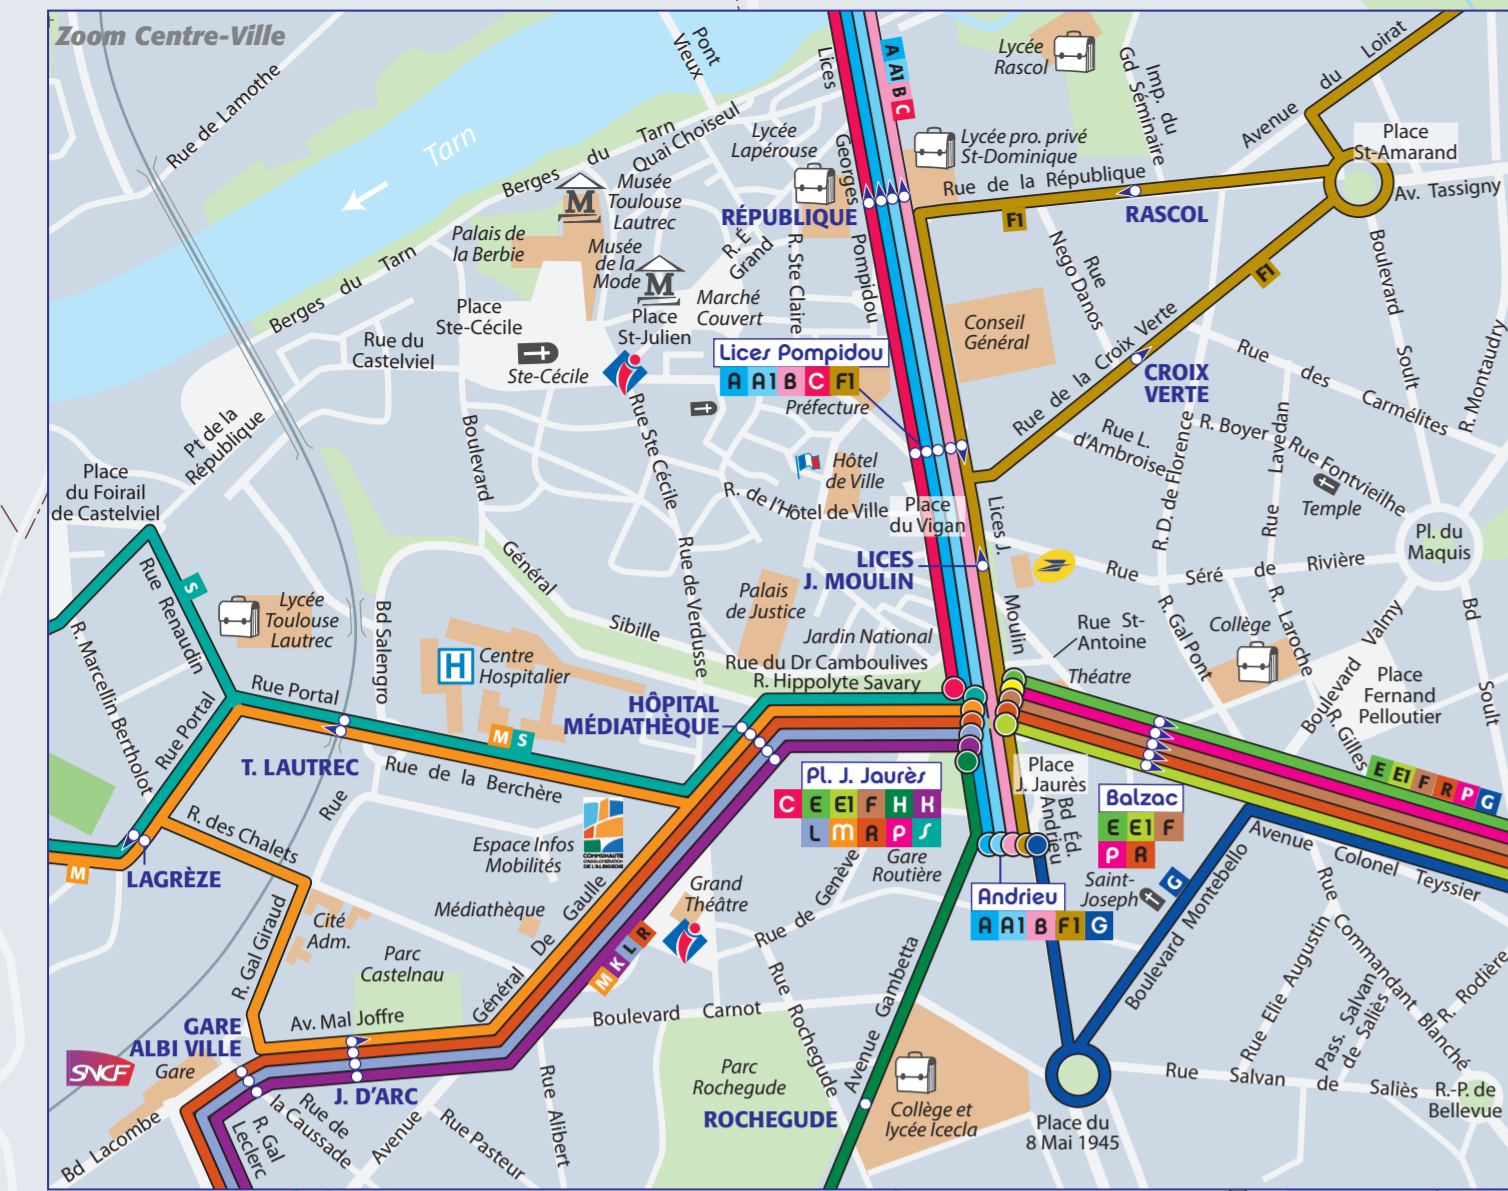 Zoom Centre-Ville
Rue de Lamothe
Tarn
Pont
Vieux
Berges du Tarn
Quai Choiseul
Lices
Georges
Pompidou
A A1 B C
Lycée
Rascol
Imp. du
Gd Séminaire
Avenue du Loirat
Place
St-Amarand
Av. Tassigny
Lycée
Lapérouse
Lycée pro. privé
St-Dominique
Rue de la République
RASCOL
F1
RÉPUBLIQUE
M
Musée
Toulouse
Lautrec
Palais de
la Berbie
Musée
de la
Mode
M
R. É.
Grand
R. Ste Claire
Berges du Tarn
Place
Ste-Cécile
Place
St-Julien
Marché
Couvert
Rue
Nego Danos
F1
Boulevard
Soult
Conseil
Général
Rue du
Castelviel
Ste-Cécile
Lices Pompidou
A A1 B C F1
Préfecture
Rue de la Croix Verte
CROIX
VERTE
Rue des Carmélites
R. Montaudry
Pt de la
République
Boulevard
Rue Ste Cécile
Hôtel
de Ville
R. de l'Hôtel de Ville
Place
du Vigan
Rue L.
d'Ambroise
R. Boyer
R. D. de Florence
Rue Lavedan
Rue Fontvieilhe
Temple
Pl. du
Maquis
Place
du Foirail
de Castelviel
Général
Sibille
Rue de Verdusse
LICES
J. MOULIN
Lices J.
Moulin
Rue Séré de Rivière
Palais
de Justice
Jardin National
Rue Renaudin
S
Lycée
Toulouse
Lautrec
Bd Salengro
R. Marcellin Bertholot
H
Centre
Hospitalier
Rue du Dr Camboulives
R. Hippolyte Savary
Rue St-
Antoine
Théatre
R. Gal Pont
Collège
R. Laroche
Boulevard Valmy
Bd
Soult
Place
Fernand
Pelloutier
R. Gilles
Rue Portal
Rue Portal
HÔPITAL
MÉDIATHÈQUE
M S
T. LAUTREC
Rue de la Berchère
Rue
Pl. J. Jaurès
C E E1 F H K
L M R P S
Place
J. Jaurès
Bd Éd.
Andrieu
Balzac
E E1 F
P R
E E1 F R P G
R. des Chalets
Espace Infos
Mobilités
COMMUNAUTÉ
D'AGGLOMÉRATION
DE L'ALBIGEOIS
Gare
Routière
Rue de Genève
Saint-
Joseph
G
Avenue Colonel Teyssier
M
LAGRÈZE
Andrieu
A A1 B F1 G
Boulevard Montebello
Cité
Adm.
Médiathèque
Grand
Théâtre
R. Gal Giraud
Parc
Castelnau
Général De Gaulle
M K L R
Av. Mal Joffre
Boulevard Carnot
Rue Rochegude
Avenue Gambetta
Rue Elie Augustin
Rue Commandant Blanché
Pass. Salvan
de Saliès
R. Rodière
GARE
ALBI VILLE
SNCF
Gare
J. D'ARC
Parc
Rochegude
ROCHEGUDE
Collège et
lycée Icecla
Place du
8 Mai 1945
Rue Salvan de Saliès
R.-P. de
Bellevue
Bd Lacombe
R. Gal
Leclerc
Rue de
la Caussade
Avenue
Rue Pasteur
Rue Alibert